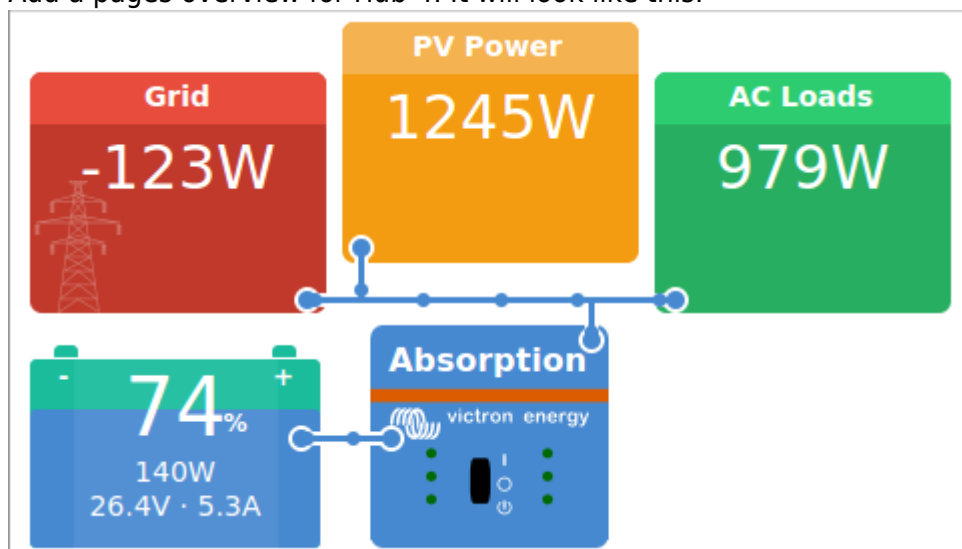 Add a pages overview for Hub-4. It will look like this:
PV Power
1245W
Grid
-123W
AC Loads
979W
- +
74%
140W
26.4V · 5.3A
Absorption
victron energy